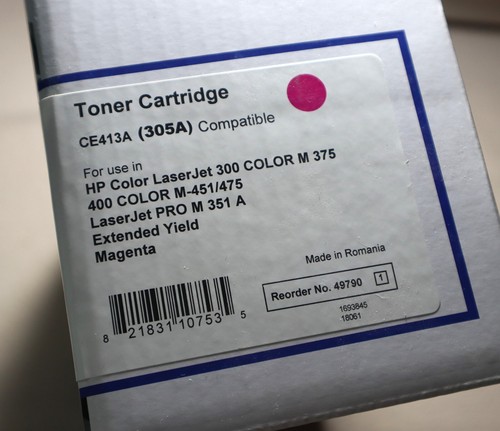 Toner Cartridge
CE413A (305A) Compatible
For use in
HP Color LaserJet 300 COLOR M 375
400 COLOR M-451/475
LaserJet PRO M 351 A
Extended Yield
Magenta
Made in Romania
Reorder No. 49790 1
1693845
18061
8 21831 10753 5